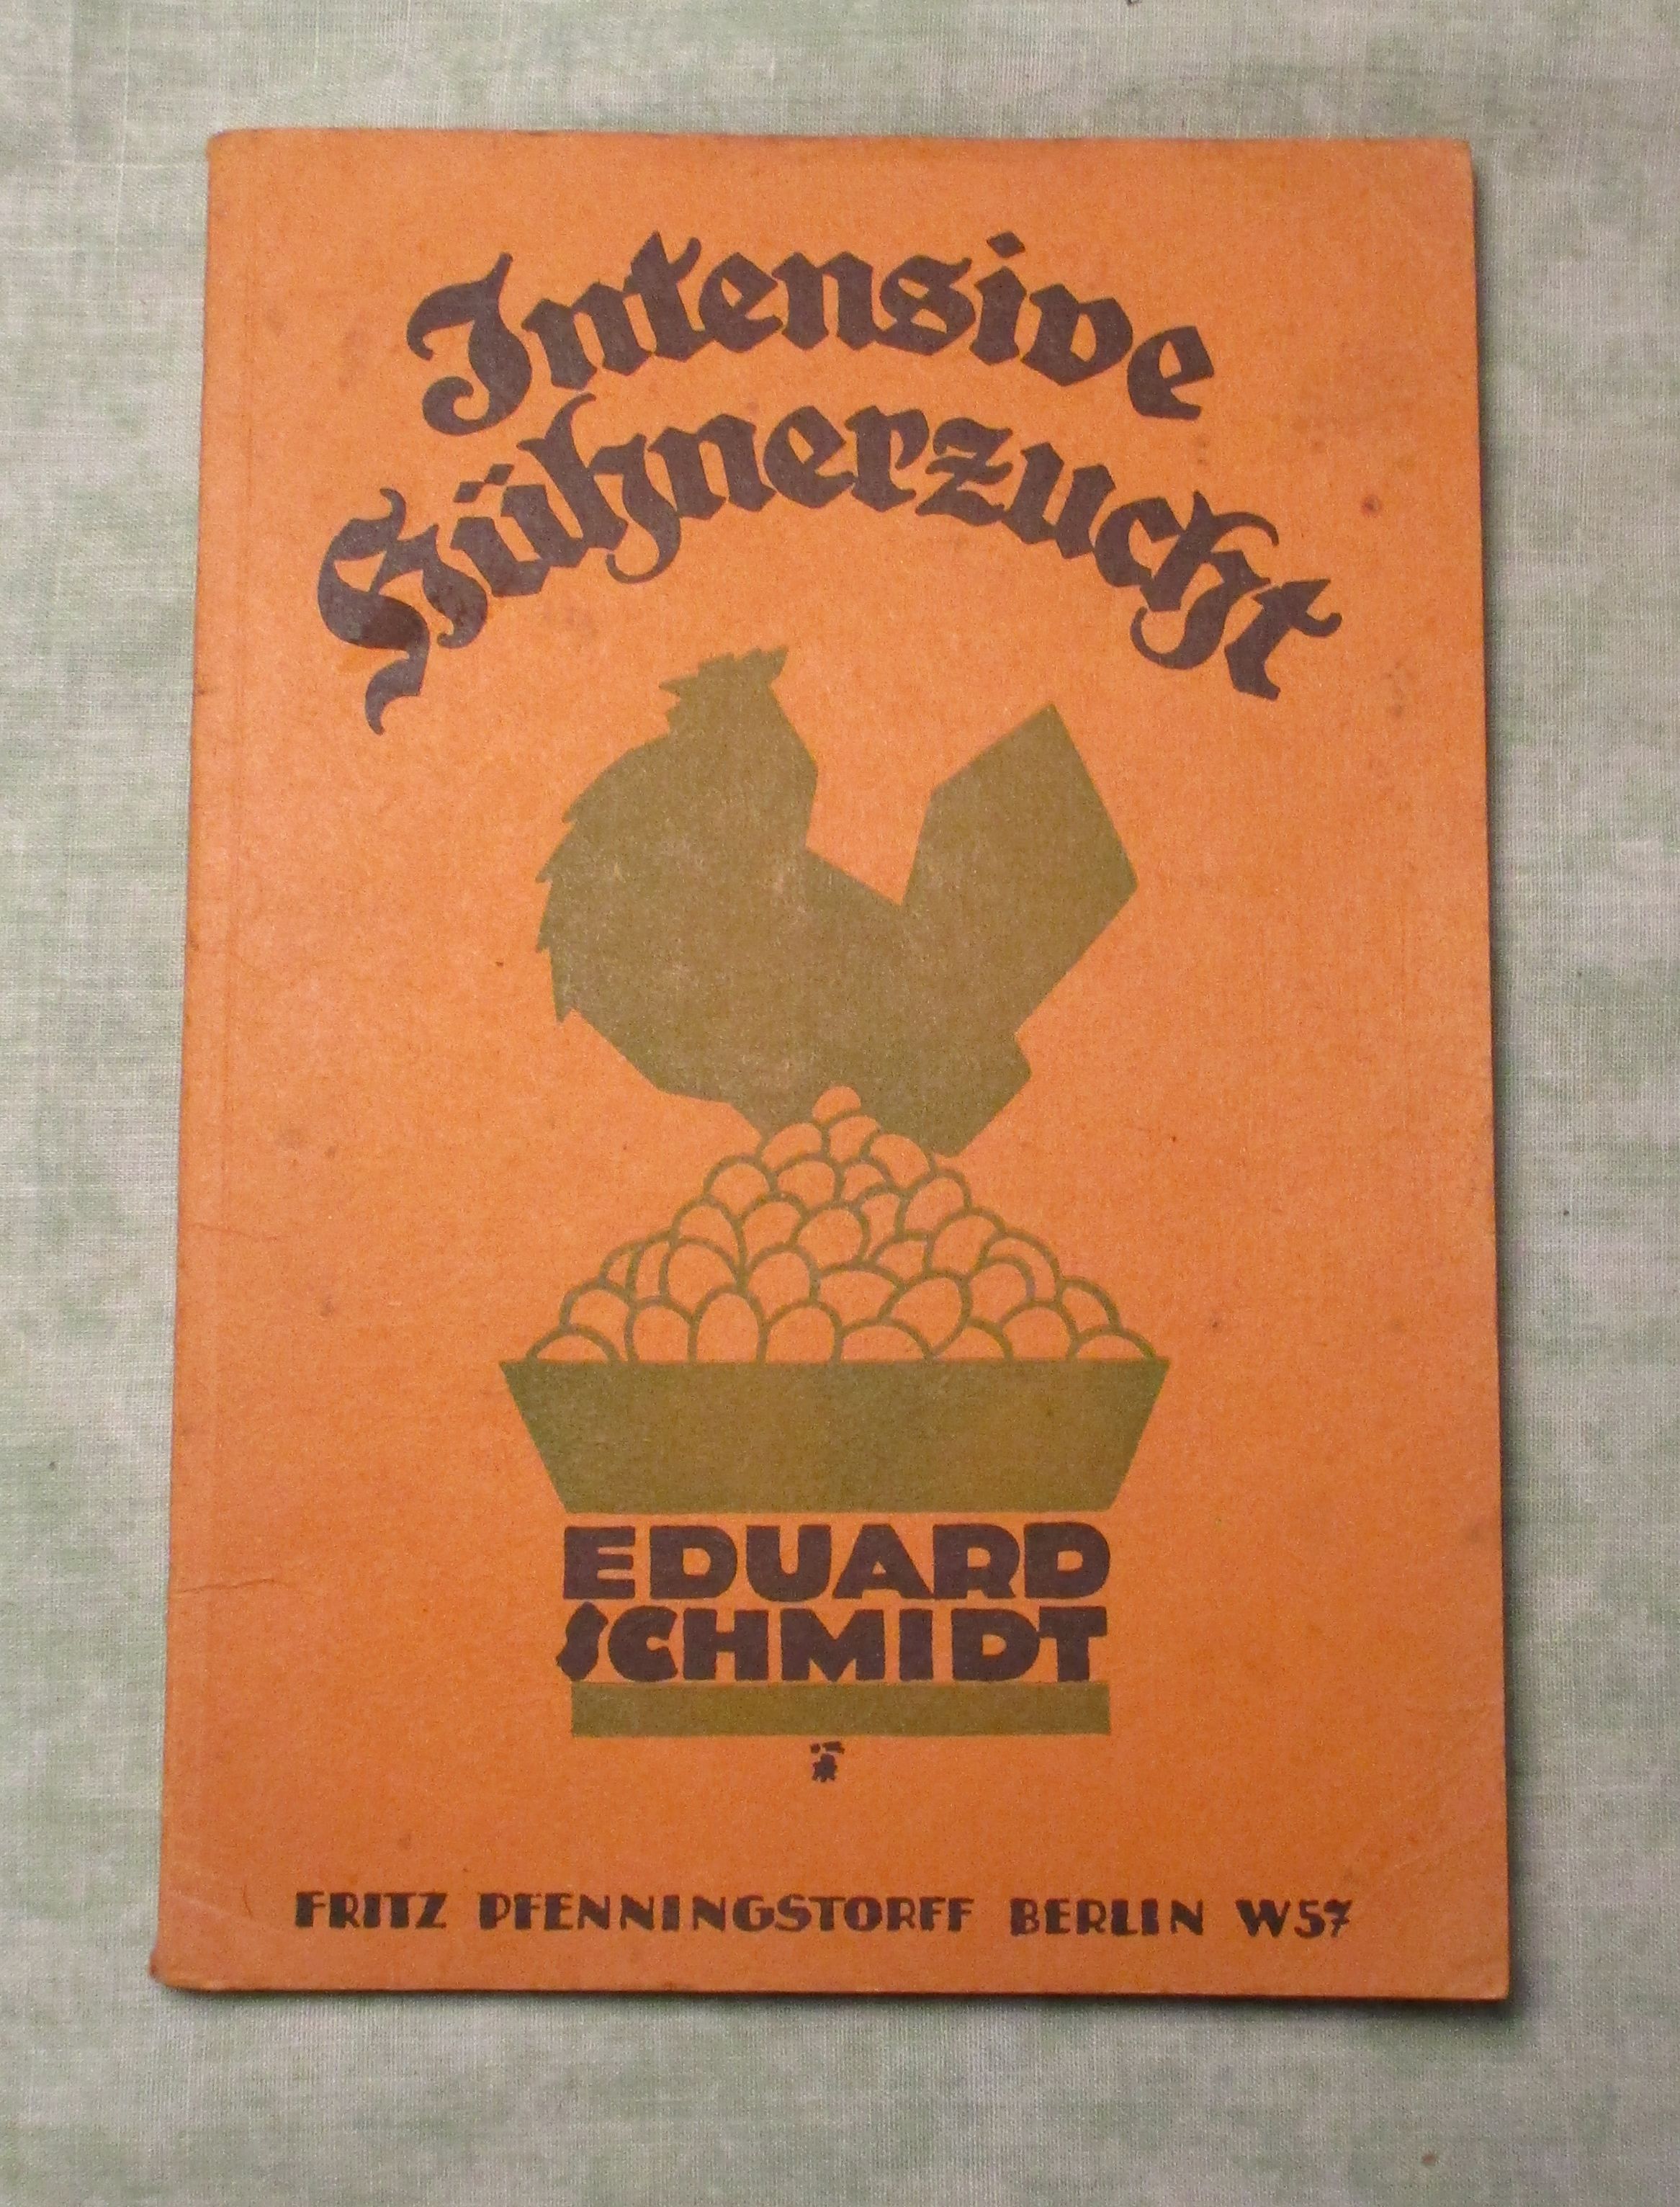 Intensive
Hühnerzucht
EDUARD
SCHMIDT
FRITZ PFENNINGSTORFF BERLIN W57